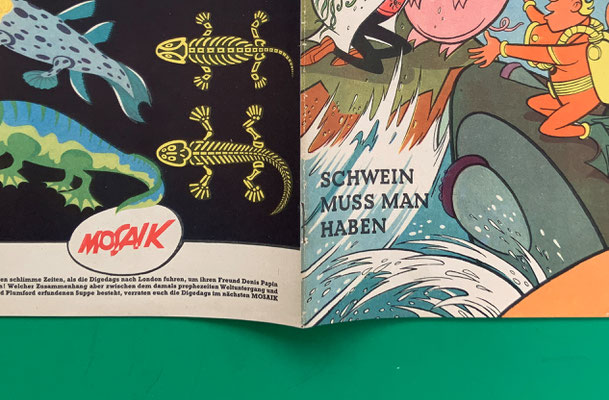 MOSAIK
en schlimme Zeiten, als die Digedags nach London fuhren, um ihren Freund Denis Papin
! Welcher Zusammenhang aber zwischen dem damals prophezeiten Weltuntergang und
d Plumford erfundenen Suppe besteht, verraten euch die Digedags im nächsten MOSAIK
SCHWEIN
MUSS MAN
HABEN